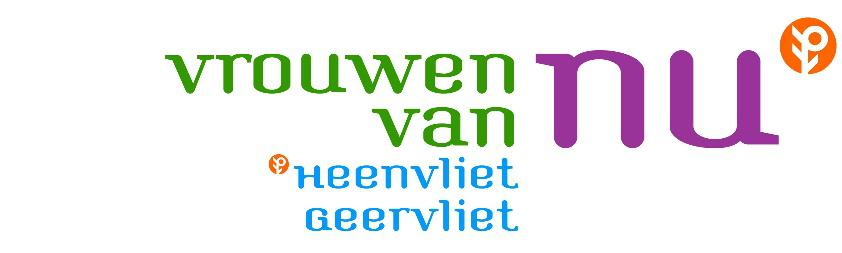 vrouwen
van nu
Heenvliet
Geervliet